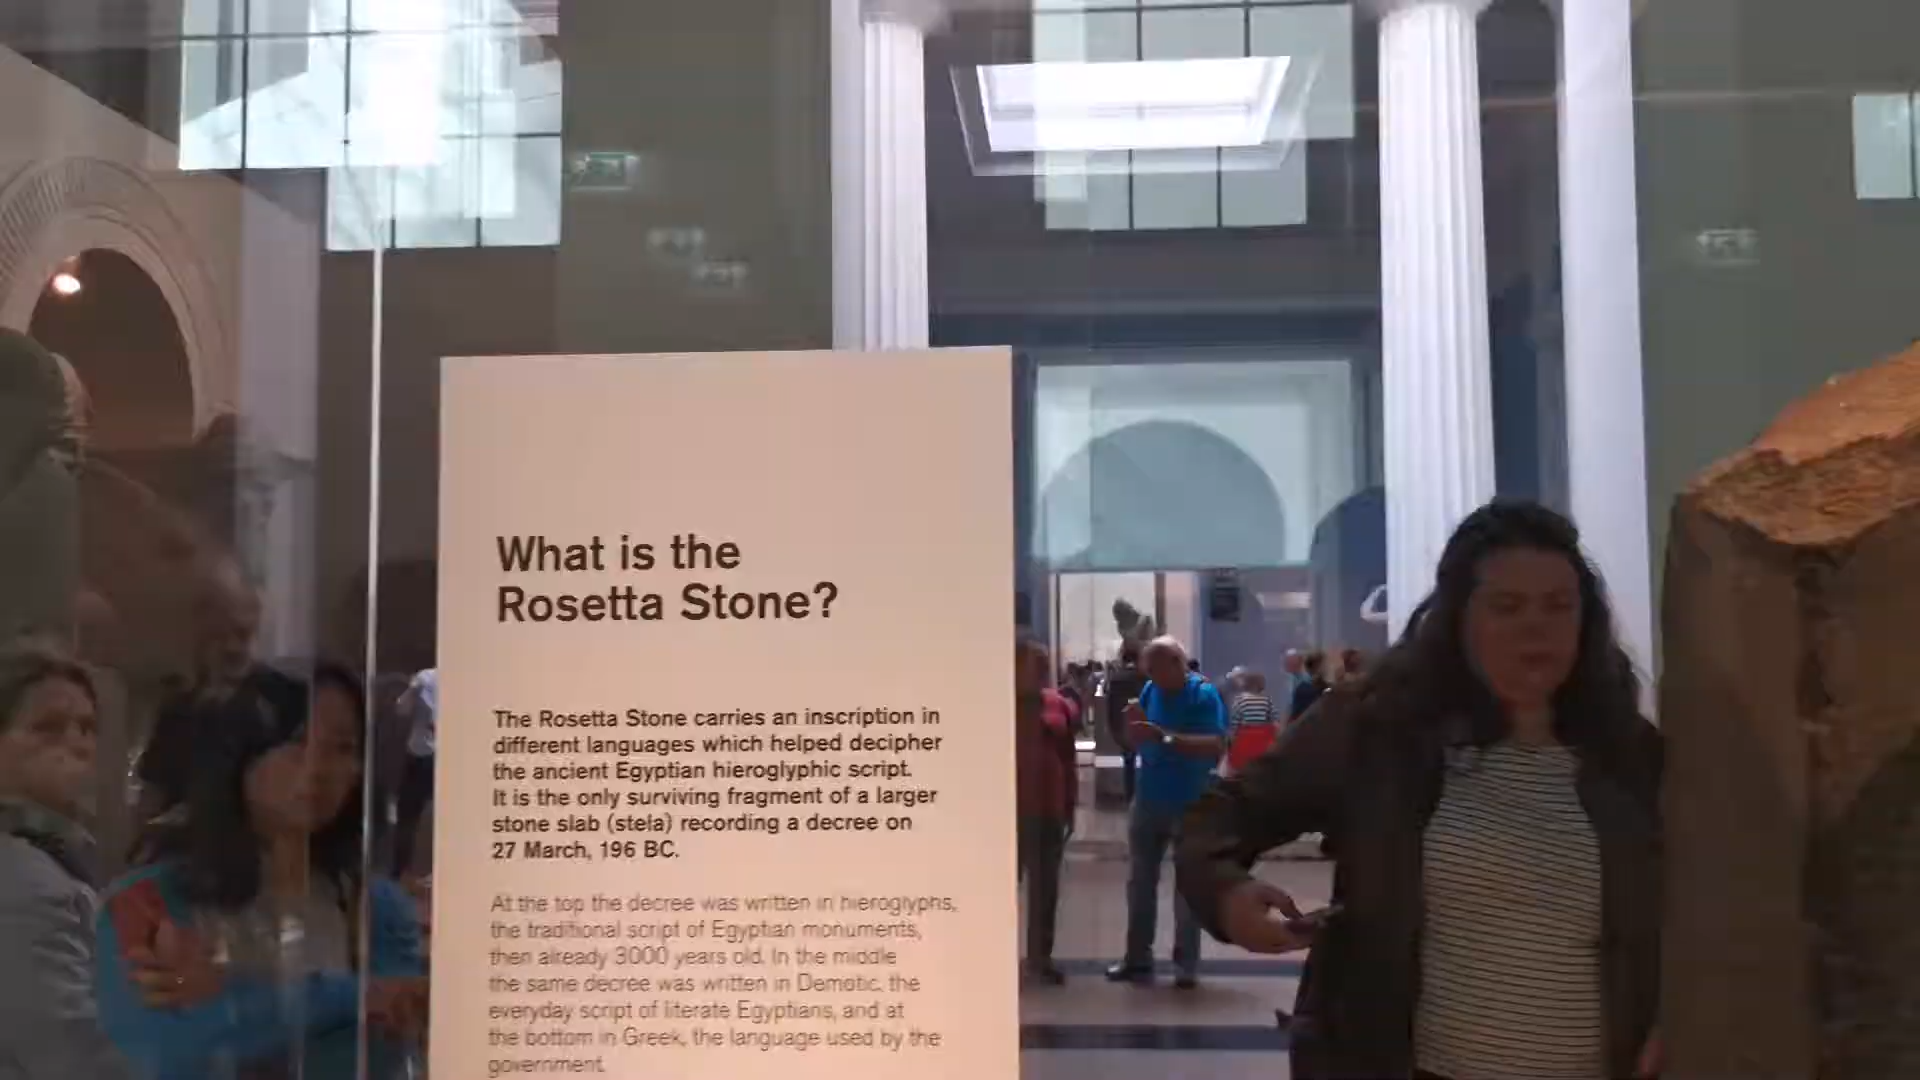 What is the
Rosetta Stone?
The Rosetta Stone carries an inscription in
different languages which helped decipher
the ancient Egyptian hieroglyphic script.
It is the only surviving fragment of a larger
stone slab (stela) recording a decree on
27 March, 196 BC.
At the top the decree was written in hieroglyphs,
the traditional script of Egyptian monuments,
then already 3000 years old. In the middle
the same decree was written in Demotic, the
everyday script of literate Egyptians, and at
the bottom in Greek, the language used by the
government.